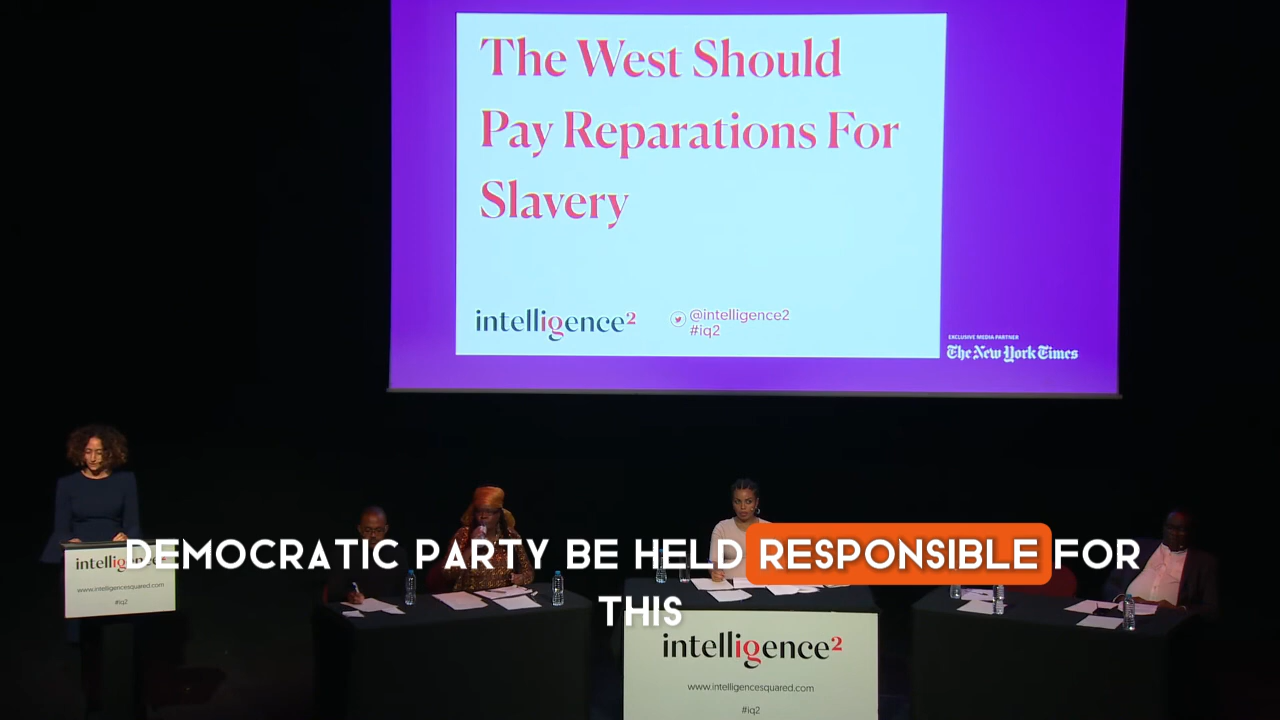 The West Should
Pay Reparations For
Slavery
intelligence²
@intelligence2
#iq2
EXCLUSIVE MEDIA PARTNER
The New York Times
DEMOCRATIC PARTY BE HELD RESPONSIBLE FOR
THIS
www.intelligencesquared.com
#iq2
intelligence²
www.intelligencesquared.com
#iq2